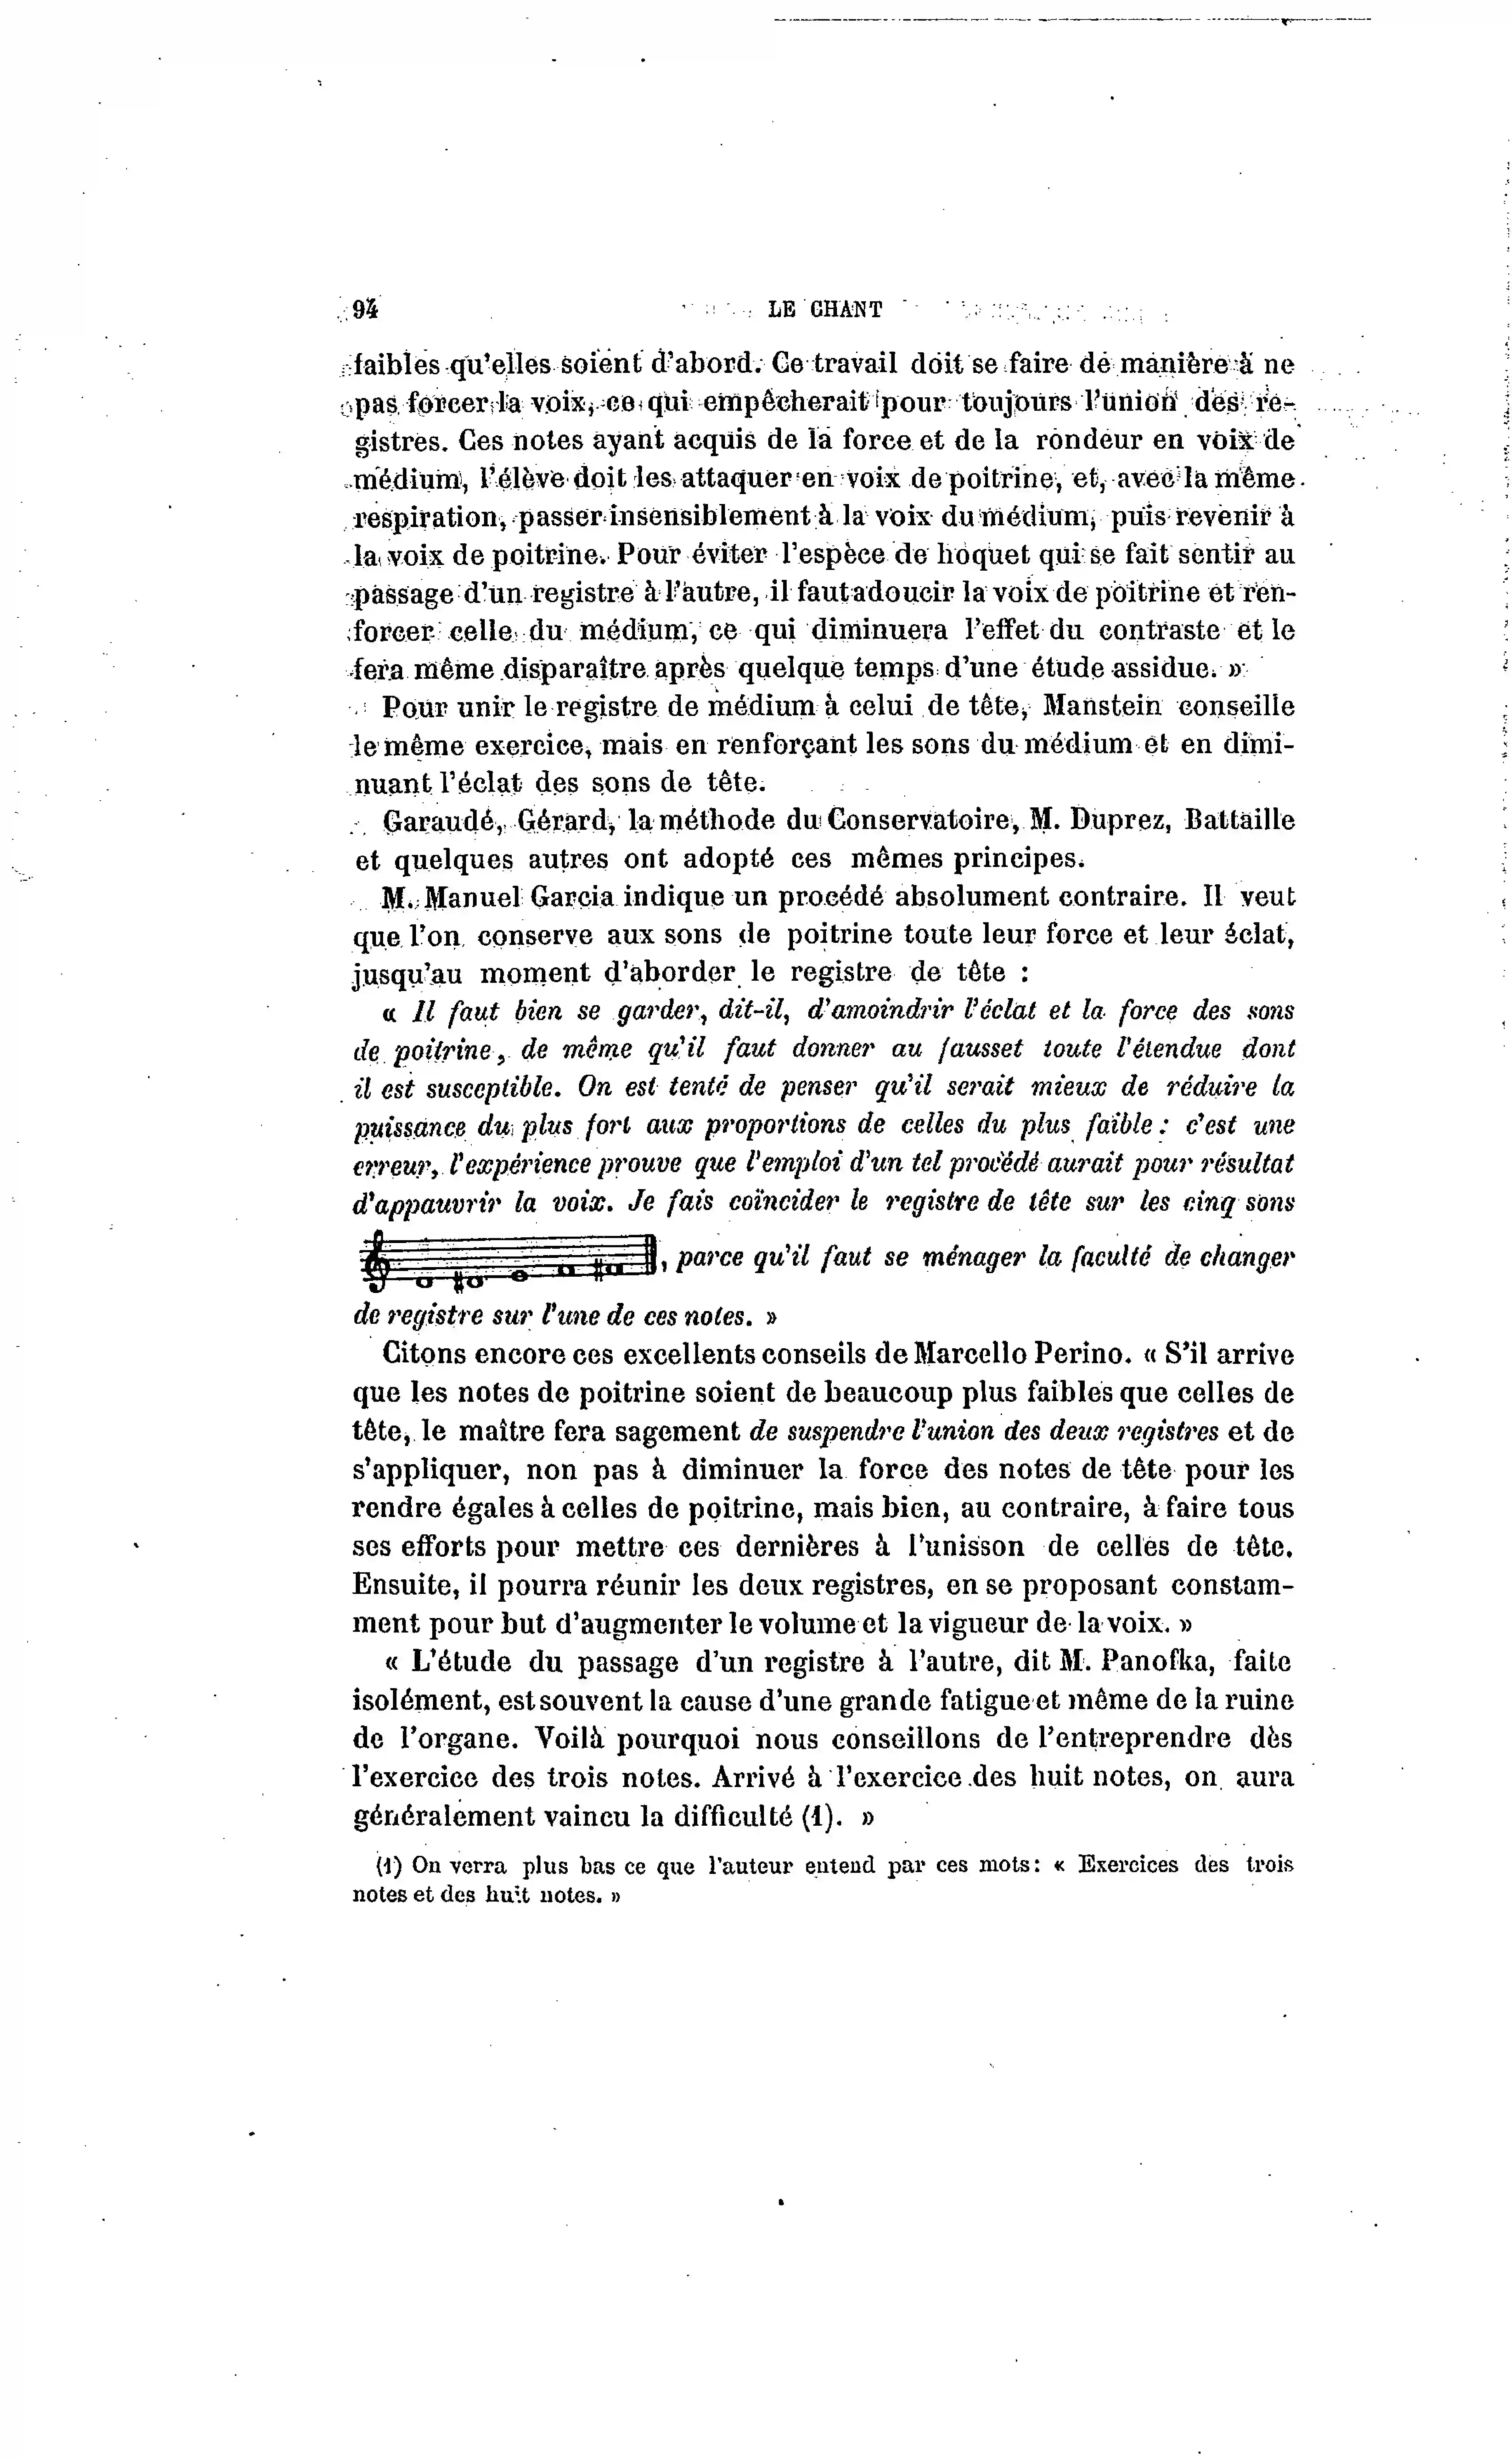 94 LE CHANT
faibles qu'elles soient d'abord. Ce travail doit se faire de manière à ne
pas forcer la voix, ce qui empêcherait pour toujours l'union des re-
gistres. Ces notes ayant acquis de la force et de la rondeur en voix de
médium, l'élève doit les attaquer en voix de poitrine, et, avec la même
respiration, passer insensiblement à la voix du médium, puis revenir à
la voix de poitrine. Pour éviter l'espèce de hoquet qui se fait sentir au
passage d'un registre à l'autre, il faut adoucir la voix de poitrine et ren-
forcer celle du médium, ce qui diminuera l'effet du contraste et le
fera même disparaître après quelque temps d'une étude assidue. »
Pour unir le registre de médium à celui de tête, Manstein conseille
le même exercice, mais en renforçant les sons du médium et en dimi-
nuant l'éclat des sons de tête.
Garaudé, Gérard, la méthode du Conservatoire, M. Duprez, Battaille
et quelques autres ont adopté ces mêmes principes.
M. Manuel Garcia indique un procédé absolument contraire. Il veut
que l'on conserve aux sons de poitrine toute leur force et leur éclat,
jusqu'au moment d'aborder le registre de tête :
« Il faut bien se garder, dit-il, d'amoindrir l'éclat et la force des sons
de poitrine, de même qu'il faut donner au fausset toute l'étendue dont
il est susceptible. On est tenté de penser qu'il serait mieux de réduire la
puissance du plus fort aux proportions de celles du plus faible : c'est une
erreur, l'expérience prouve que l'emploi d'un tel procédé aurait pour résultat
d'appauvrir la voix. Je fais coïncider le registre de tête sur les cinq sons
, parce qu'il faut se ménager la faculté de changer
de registre sur l'une de ces notes. »
Citons encore ces excellents conseils de Marcello Perino. « S'il arrive
que les notes de poitrine soient de beaucoup plus faibles que celles de
tête, le maître fera sagement de suspendre l'union des deux registres et de
s'appliquer, non pas à diminuer la force des notes de tête pour les
rendre égales à celles de poitrine, mais bien, au contraire, à faire tous
ses efforts pour mettre ces dernières à l'unisson de celles de tête.
Ensuite, il pourra réunir les deux registres, en se proposant constam-
ment pour but d'augmenter le volume et la vigueur de la voix. »
« L'étude du passage d'un registre à l'autre, dit M. Panofka, faite
isolément, est souvent la cause d'une grande fatigue et même de la ruine
de l'organe. Voilà pourquoi nous conseillons de l'entreprendre dès
l'exercice des trois notes. Arrivé à l'exercice des huit notes, on aura
généralement vaincu la difficulté (1). »
(1) On verra plus bas ce que l'auteur entend par ces mots : « Exercices des trois
notes et des huit notes. »